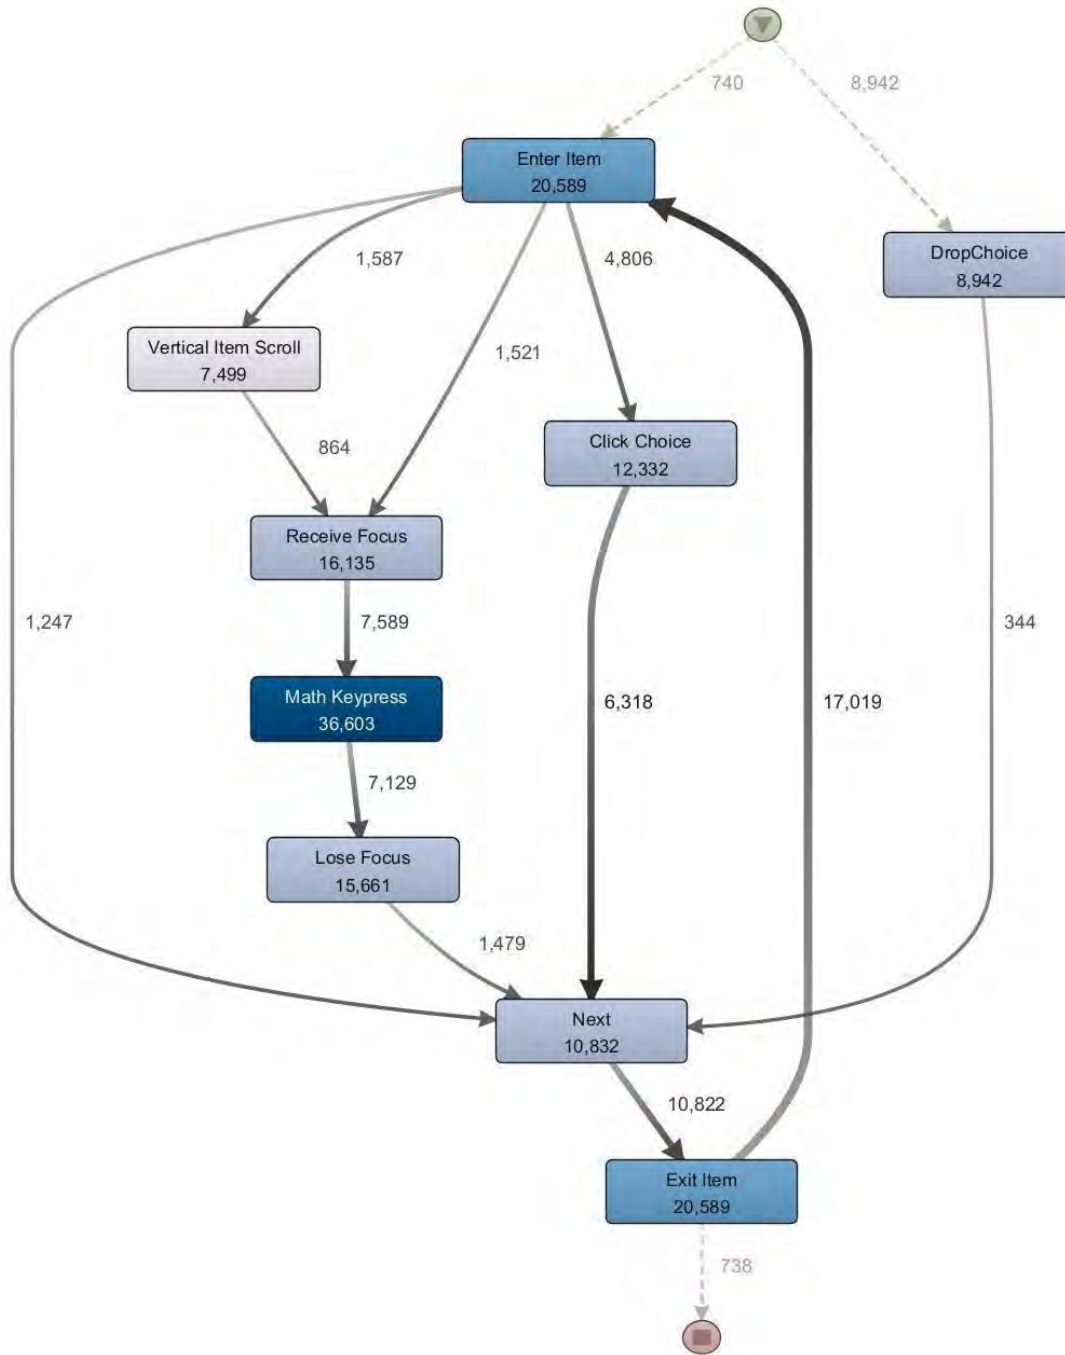 740
8,942
Enter Item
20,589
1,587
4,806
DropChoice
8,942
Vertical Item Scroll
7,499
1,521
Click Choice
12,332
864
Receive Focus
16,135
1,247
7,589
344
Math Keypress
36,603
6,318
17,019
7,129
Lose Focus
15,661
1,479
Next
10,832
10,822
Exit Item
20,589
738